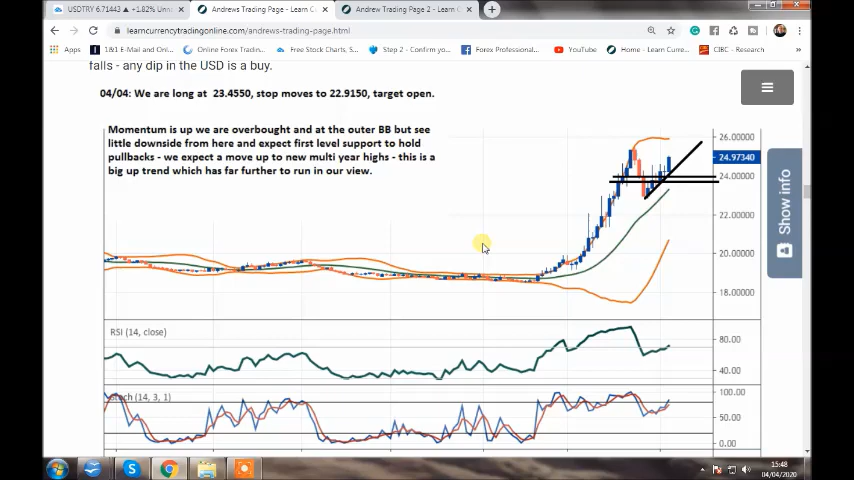 USDTRY 6.71443 ▲ +1.82% Unna
Andrews Trading Page - Learn C
Andrew Trading Page 2 - Learn C
learncurrencytradingonline.com/andrews-trading-page.html
Apps
1&1 E-Mail and Onli...
Online Forex Trading
Free Stock Charts, S...
Step 2 - Confirm yo...
Forex Professional...
YouTube
Home - Learn Curre...
CIBC - Research
falls - any dip in the USD is a buy.
04/04: We are long at 23.4550, stop moves to 22.9150, target open.
Momentum is up we are overbought and at the outer BB but see
little downside from here and expect first level support to hold
pullbacks - we expect a move up to new multi year highs - this is a
big up trend which has far further to run in our view.
26.00000
24.97340
24.00000
22.00000
20.00000
18.00000
Show info
RSI (14, close)
80.00
40.00
Stoch (14, 3, 1)
100.00
50.00
0.00
15:48
04/04/2020